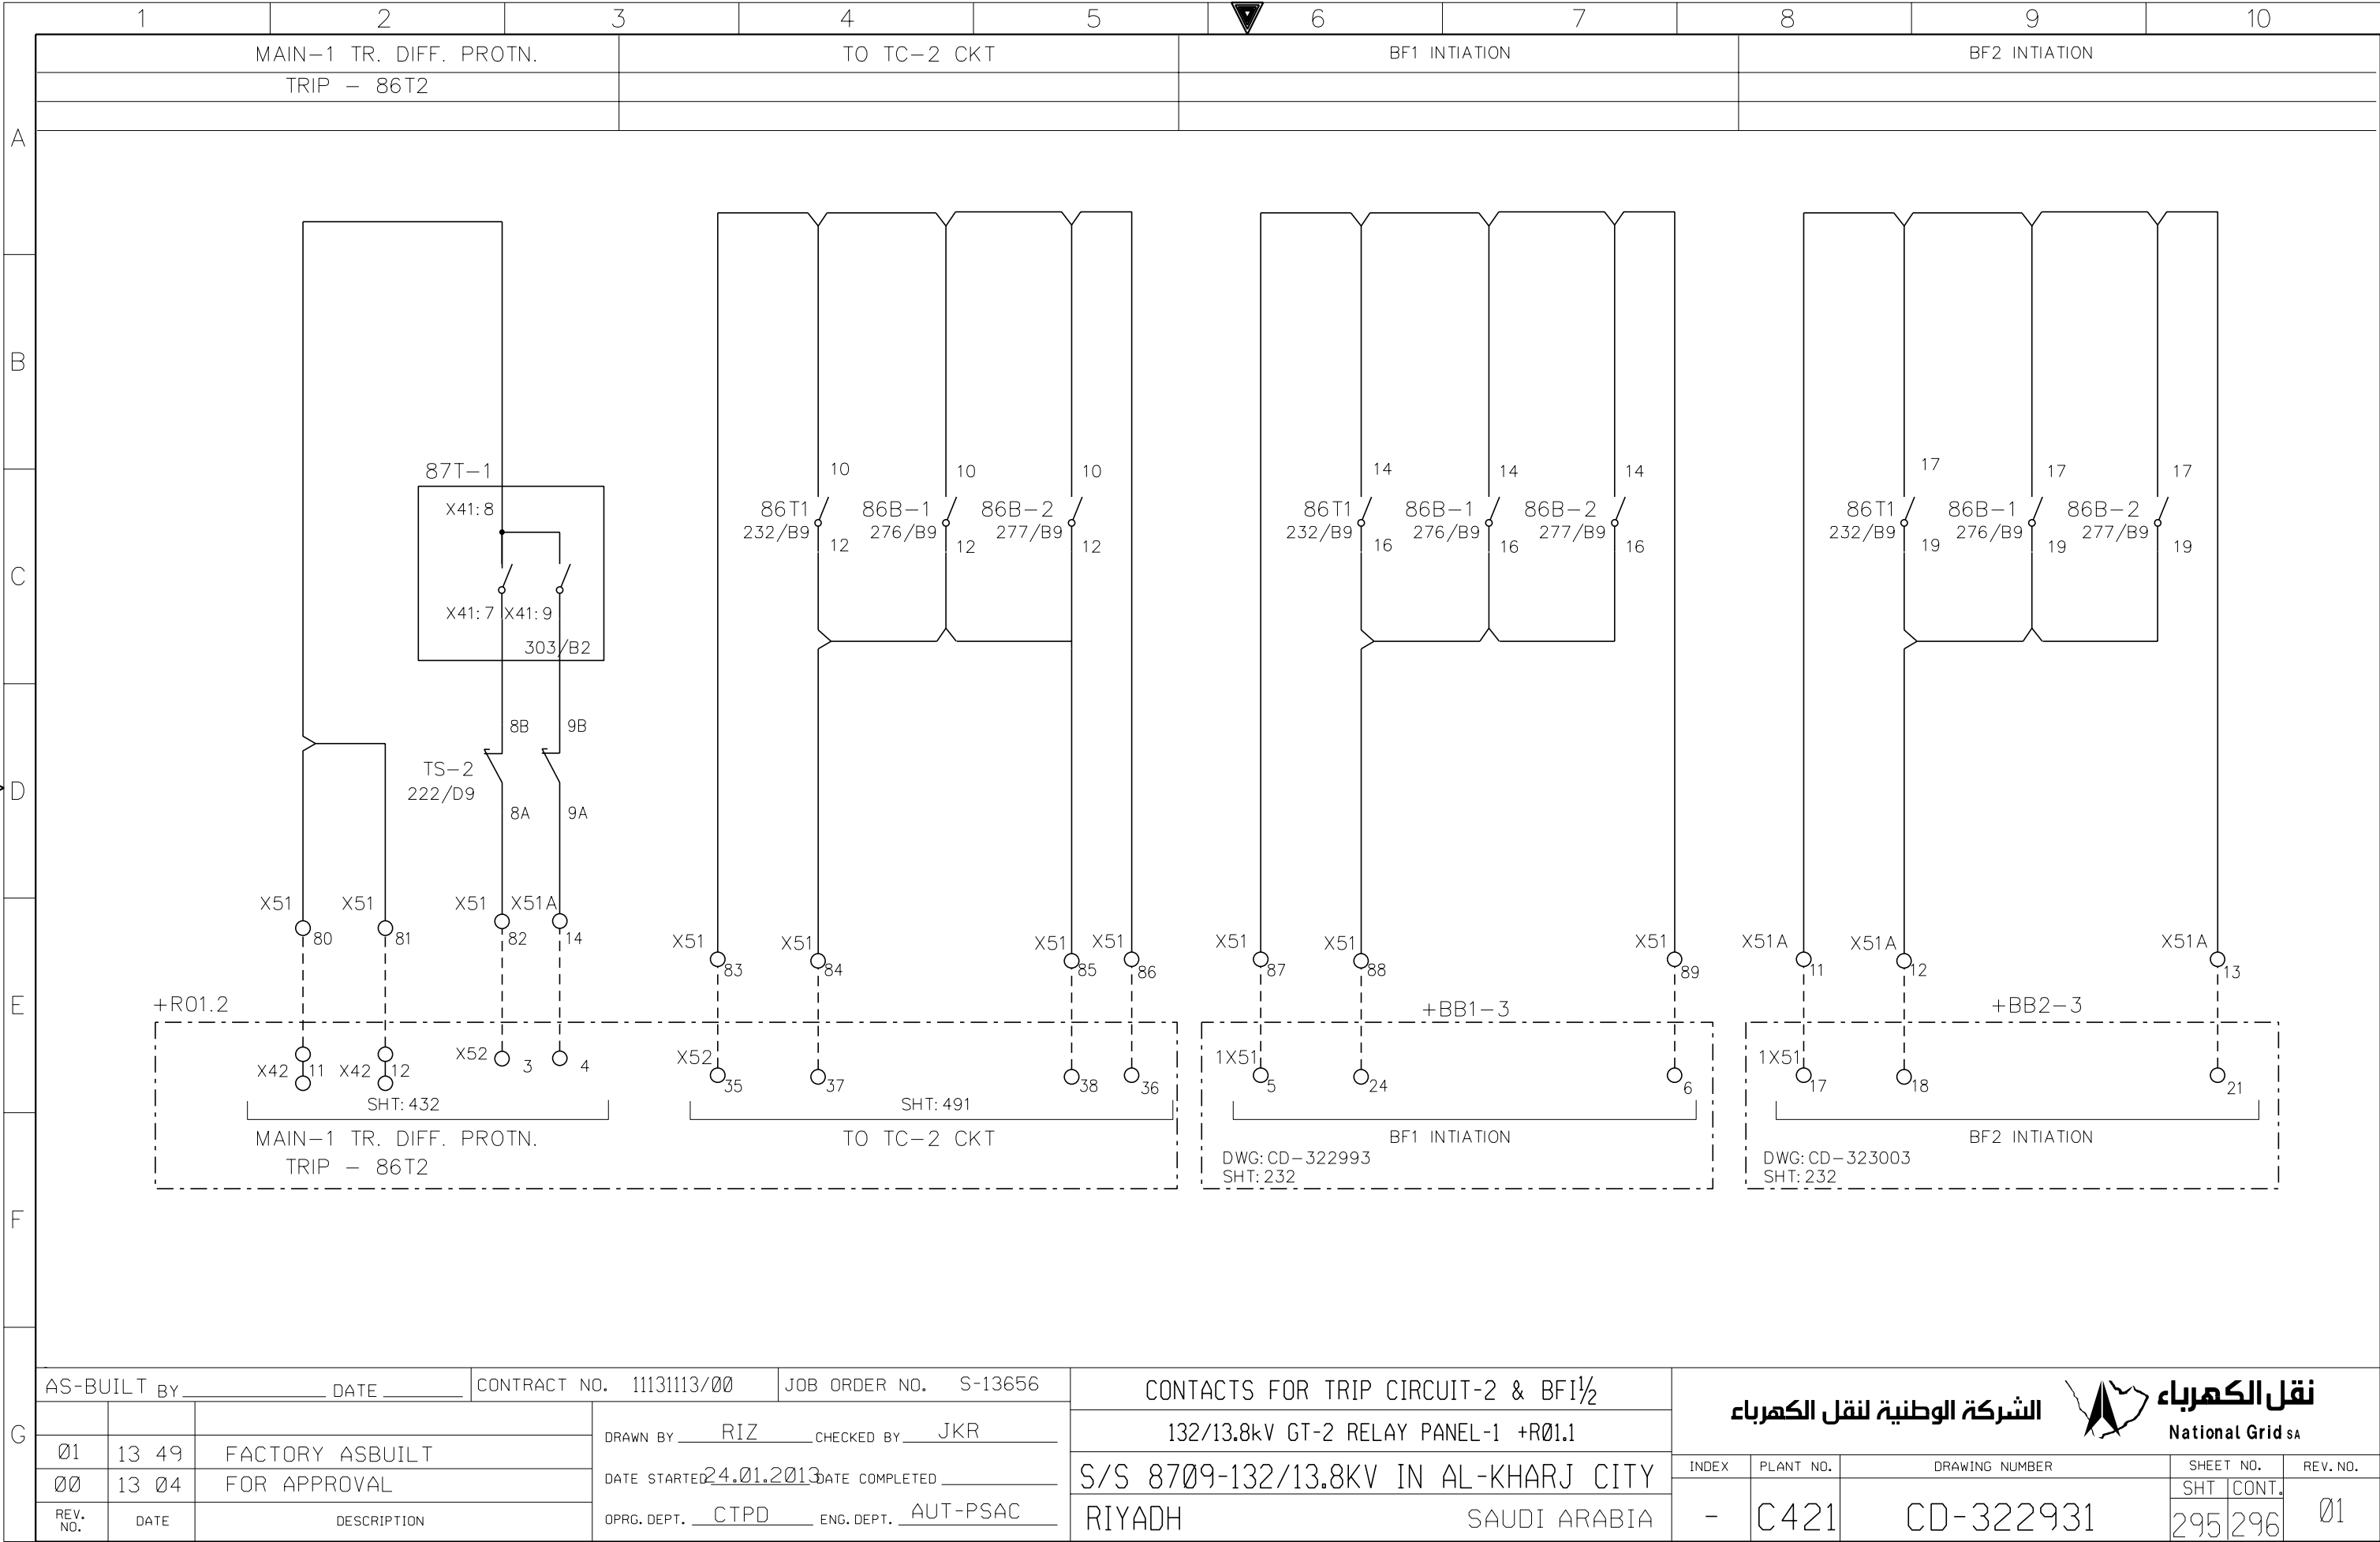 1 2 3 4 5 6 7 8 9 10
MAIN-1 TR. DIFF. PROTN. TO TC-2 CKT BF1 INTIATION BF2 INTIATION
TRIP - 86T2
A
B
C
D
E
F
G
87T-1
X41:8
X41:7 X41:9
303/B2
8B 9B
TS-2
222/D9
8A 9A
10 10 10
86T1 86B-1 86B-2
232/B9 276/B9 277/B9
12 12 12
14 14 14
86T1 86B-1 86B-2
232/B9 276/B9 277/B9
16 16 16
17 17 17
86T1 86B-1 86B-2
232/B9 276/B9 277/B9
19 19 19
X51 X51 X51 X51A
80 81 82 14
X51 X51 X51 X51
83 84 85 86
X51 X51 X51
87 88 89
X51A X51A X51A
11 12 13
+R01.2
+BB1-3
+BB2-3
X42 11 X42 12 X52 3 4
X52 35 37 38 36
1X51 5 24 6
1X51 17 18 21
SHT:432
SHT:491
MAIN-1 TR. DIFF. PROTN.
TRIP - 86T2
TO TC-2 CKT
BF1 INTIATION
DWG:CD-322993
SHT:232
BF2 INTIATION
DWG:CD-323003
SHT:232
AS-BUILT BY DATE
CONTRACT NO. 11131113/00
JOB ORDER NO. S-13656
01 13 49 FACTORY ASBUILT
00 13 04 FOR APPROVAL
REV. NO. DATE DESCRIPTION
DRAWN BY RIZ CHECKED BY JKR
DATE STARTED 24.01.2013 DATE COMPLETED
OPRG. DEPT. CTPD ENG. DEPT. AUT-PSAC
CONTACTS FOR TRIP CIRCUIT-2 & BFI1/2
132/13.8kV GT-2 RELAY PANEL-1 +R01.1
S/S 8709-132/13.8KV IN AL-KHARJ CITY
RIYADH SAUDI ARABIA
الشركة الوطنية لنقل الكهرباء
نقل الكهرباء
National Grid SA
INDEX PLANT NO. DRAWING NUMBER SHEET NO. REV. NO.
SHT CONT.
- C421 CD-322931 295 296 01